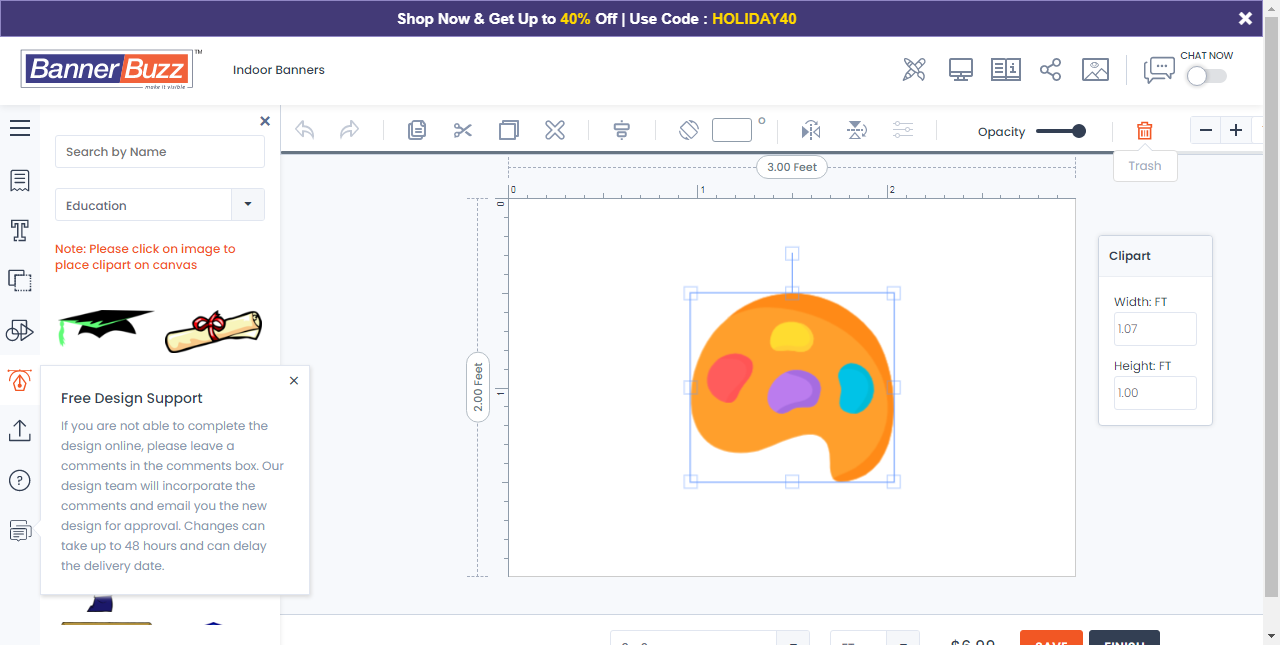 Shop Now & Get Up to 40% Off | Use Code : HOLIDAY40
BannerBuzz
TM
make it visible
Indoor Banners
CHAT NOW
Search by Name
Opacity
Trash
Education
3.00 Feet
0
1
2
Note: Please click on image to
place clipart on canvas
0
Clipart
Width: FT
1.07
Height: FT
1.00
2.00 Feet
1
Free Design Support
If you are not able to complete the
design online, please leave a
comments in the comments box. Our
design team will incorporate the
comments and email you the new
design for approval. Changes can
take up to 48 hours and can delay
the delivery date.